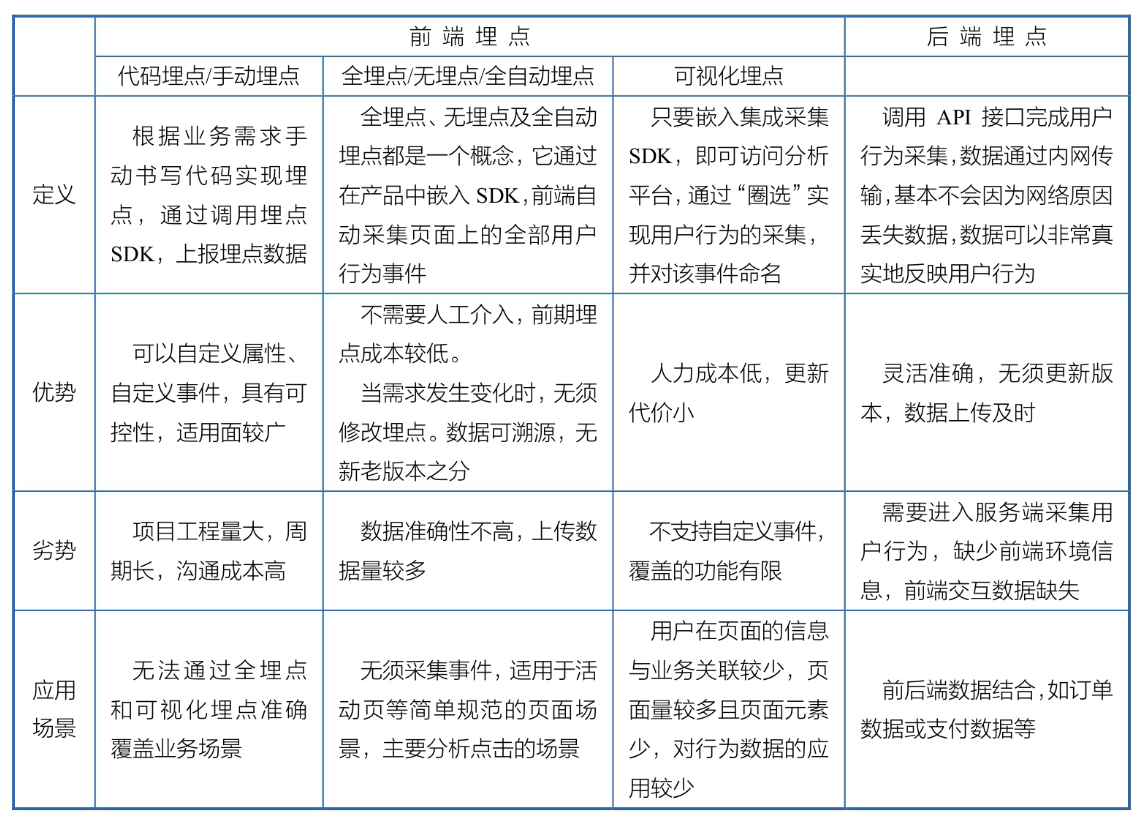 前端埋点
后端埋点
代码埋点/手动埋点
全埋点/无埋点/全自动埋点
可视化埋点
定义
根据业务需求手
动书写代码实现埋
点，通过调用埋点
SDK，上报埋点数据
全埋点、无埋点及全自动
埋点都是一个概念，它通过
在产品中嵌入 SDK,前端自
动采集页面上的全部用户
行为事件
只要嵌入集成采集
SDK，即可访问分析
平台，通过“圈选”实
现用户行为的采集，
并对该事件命名
调用 API 接口完成用户
行为采集,数据通过内网传
输,基本不会因为网络原因
丢失数据,数据可以非常真
实地反映用户行为
优势
可以自定义属性、
自定义事件，具有可
控性，适用面较广
不需要人工介入，前期埋
点成本较低。
当需求发生变化时，无须
修改埋点。数据可溯源，无
新老版本之分
人力成本低，更新
代价小
灵活准确，无须更新版
本，数据上传及时
劣势
项目工程量大，周
期长，沟通成本高
数据准确性不高，上传数
据量较多
不支持自定义事件，
覆盖的功能有限
需要进入服务端采集用
户行为，缺少前端环境信
息，前端交互数据缺失
应用
场景
无法通过全埋点
和可视化埋点准确
覆盖业务场景
无须采集事件，适用于活
动页等简单规范的页面场
景，主要分析点击的场景
用户在页面的信息
与业务关联较少，页
面量较多且页面元素
少，对行为数据的应
用较少
前后端数据结合,如订单
数据或支付数据等